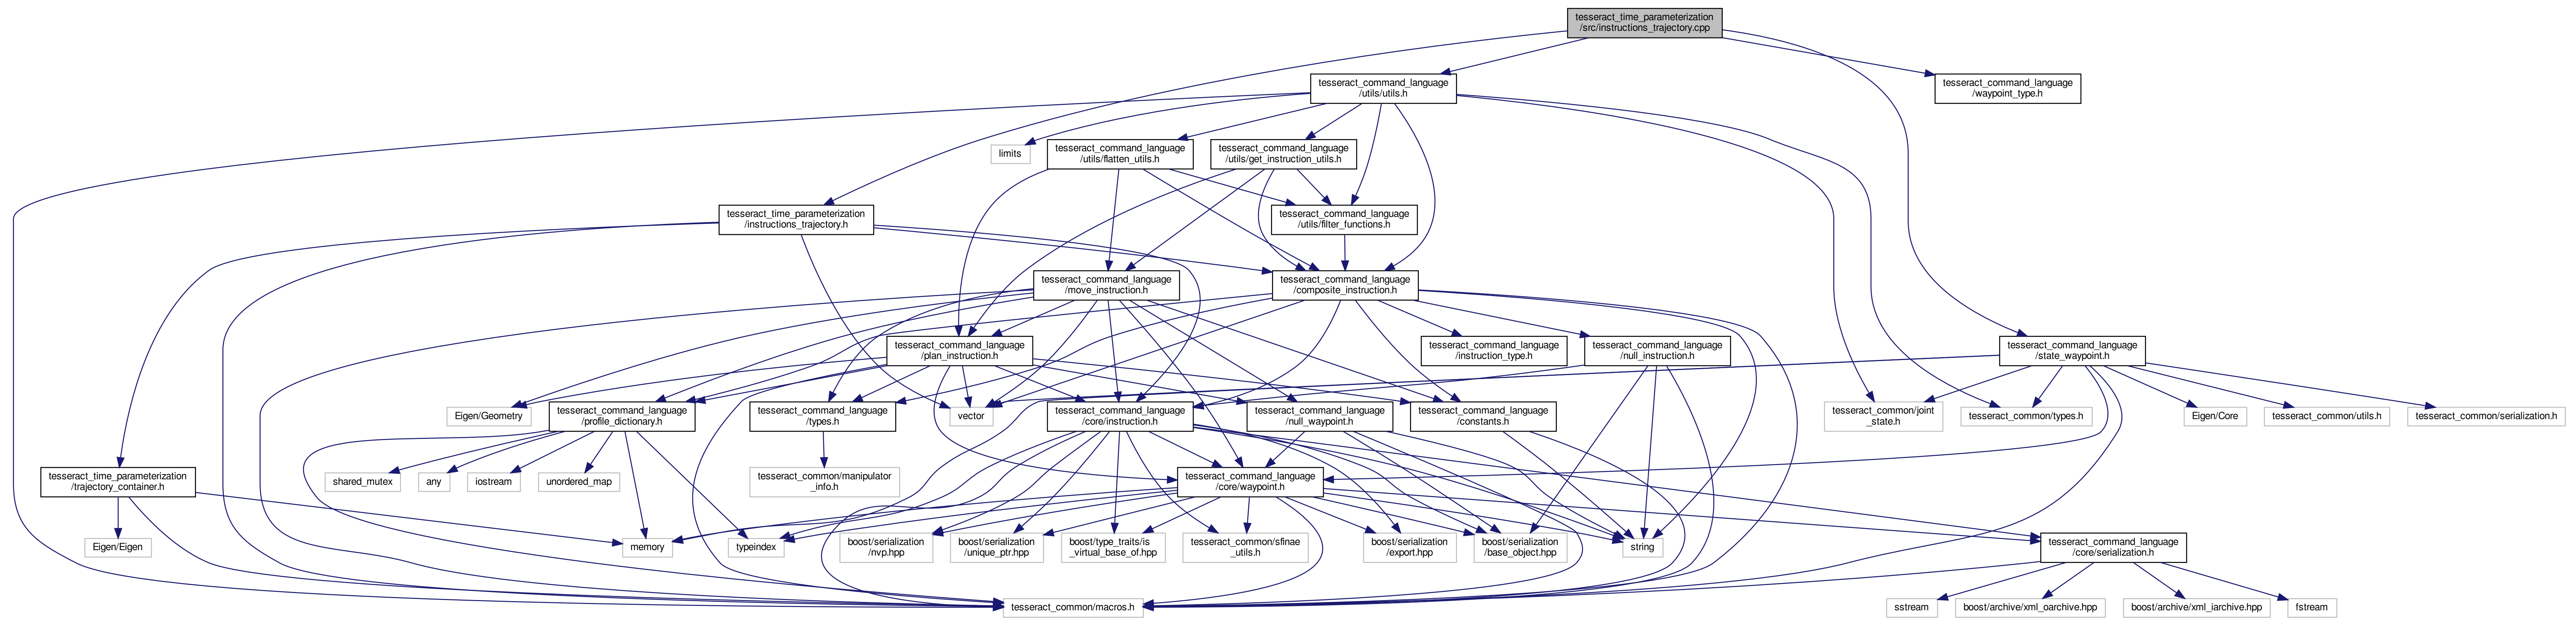 tesseract_time_parameterization
/src/instructions_trajectory.cpp
tesseract_command_language
/utils/utils.h
tesseract_command_language
/waypoint_type.h
limits
tesseract_command_language
/utils/flatten_utils.h
tesseract_command_language
/utils/get_instruction_utils.h
tesseract_time_parameterization
/instructions_trajectory.h
tesseract_command_language
/utils/filter_functions.h
tesseract_command_language
/move_instruction.h
tesseract_command_language
/composite_instruction.h
tesseract_command_language
/plan_instruction.h
tesseract_command_language
/instruction_type.h
tesseract_command_language
/null_instruction.h
tesseract_command_language
/state_waypoint.h
Eigen/Geometry
tesseract_command_language
/profile_dictionary.h
tesseract_command_language
/types.h
vector
tesseract_command_language
/core/instruction.h
tesseract_command_language
/null_waypoint.h
tesseract_command_language
/constants.h
tesseract_common/joint
_state.h
tesseract_common/types.h
Eigen/Core
tesseract_common/utils.h
tesseract_common/serialization.h
tesseract_time_parameterization
/trajectory_container.h
shared_mutex
any
iostream
unordered_map
tesseract_common/manipulator
_info.h
tesseract_command_language
/core/waypoint.h
Eigen/Eigen
memory
typeindex
boost/serialization
/nvp.hpp
boost/serialization
/unique_ptr.hpp
boost/type_traits/is
_virtual_base_of.hpp
tesseract_common/sfinae
_utils.h
boost/serialization
/export.hpp
boost/serialization
/base_object.hpp
string
tesseract_command_language
/core/serialization.h
tesseract_common/macros.h
sstream
boost/archive/xml_oarchive.hpp
boost/archive/xml_iarchive.hpp
fstream